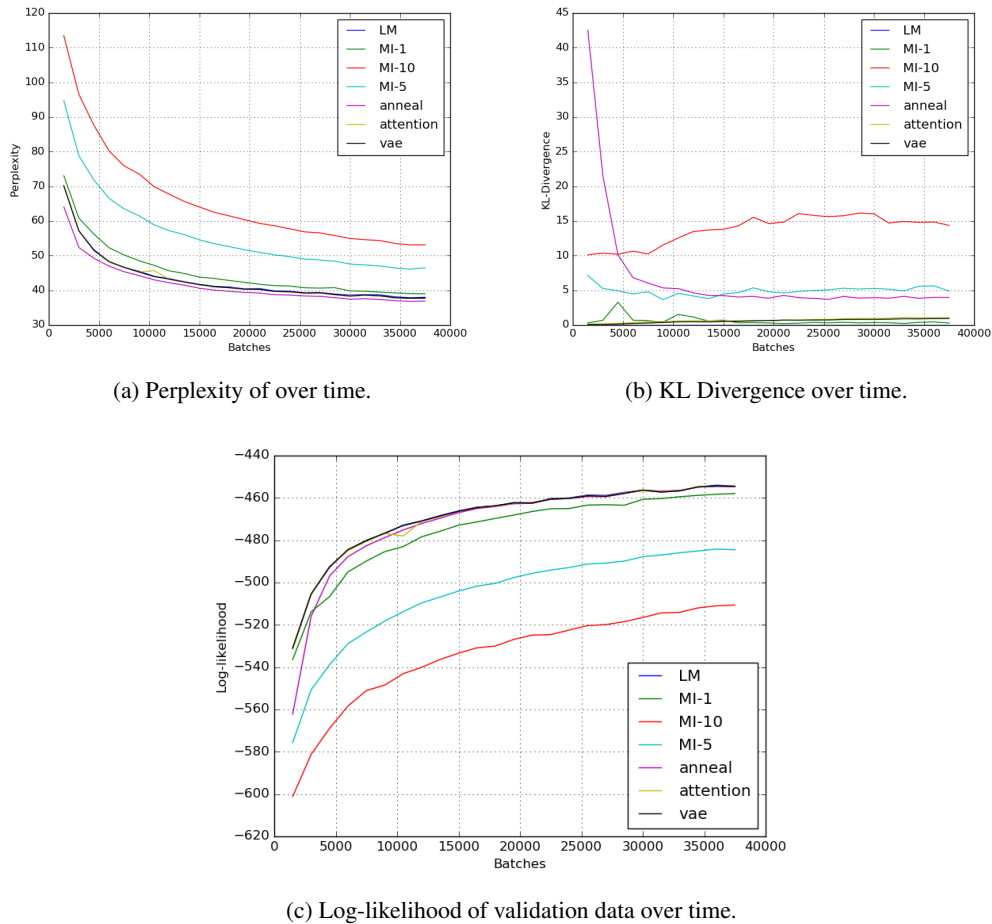 120
110
100
90
80
70
60
50
40
30
0 5000 10000 15000 20000 25000 30000 35000 40000
Perplexity
Batches
LM
MI-1
MI-10
MI-5
anneal
attention
vae
(a) Perplexity of over time.
45
40
35
30
25
20
15
10
5
0
0 5000 10000 15000 20000 25000 30000 35000 40000
KL-Divergence
Batches
LM
MI-1
MI-10
MI-5
anneal
attention
vae
(b) KL Divergence over time.
−440
−460
−480
−500
−520
−540
−560
−580
−600
−620
0 5000 10000 15000 20000 25000 30000 35000 40000
Log-likelihood
Batches
LM
MI-1
MI-10
MI-5
anneal
attention
vae
(c) Log-likelihood of validation data over time.